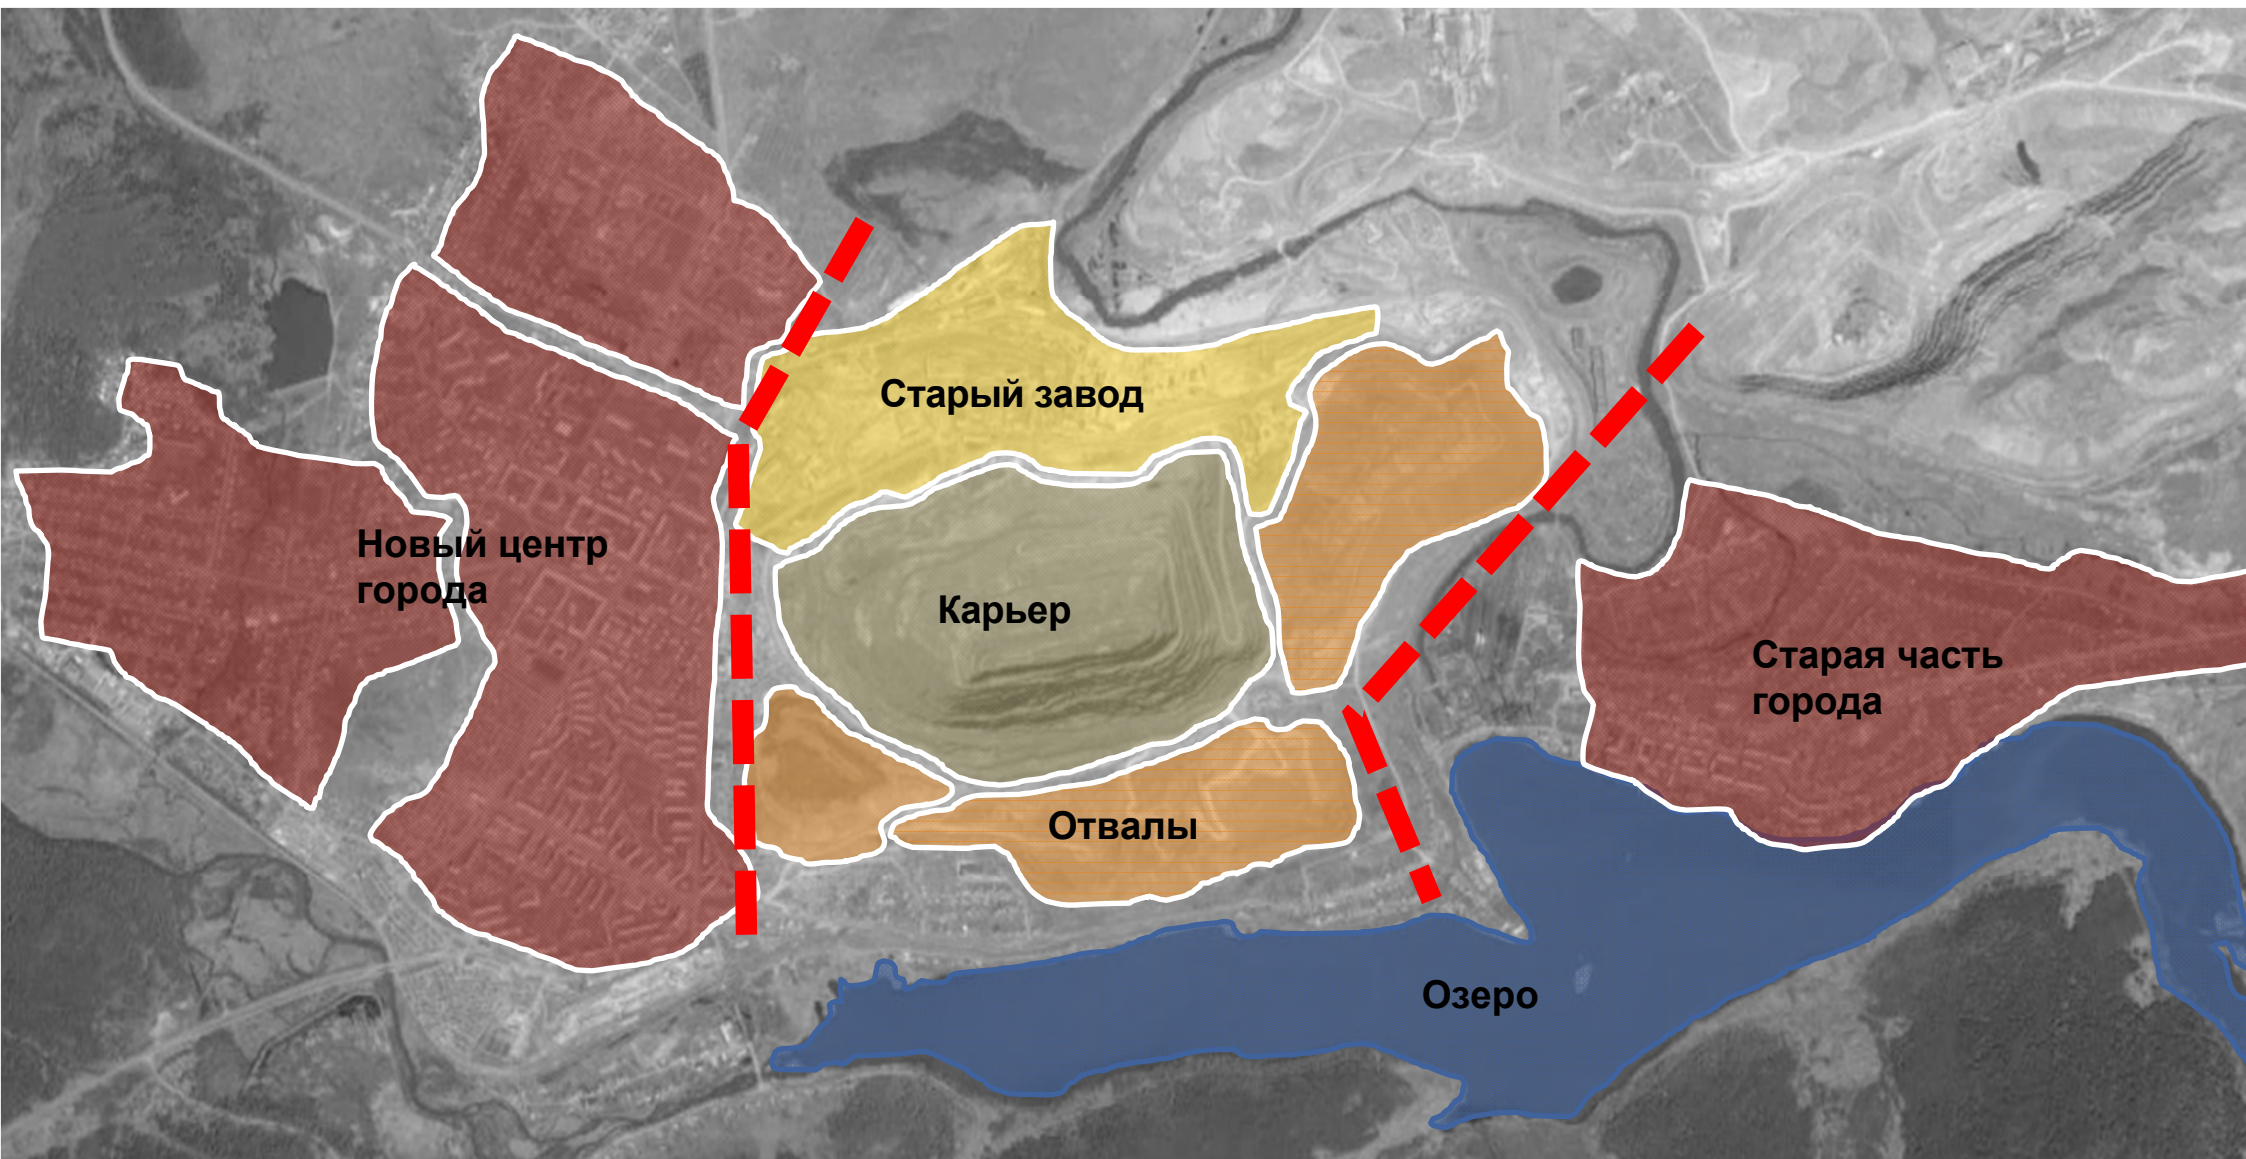 Старый завод
Новый центр
города
Карьер
Старая часть
города
Отвалы
Озеро